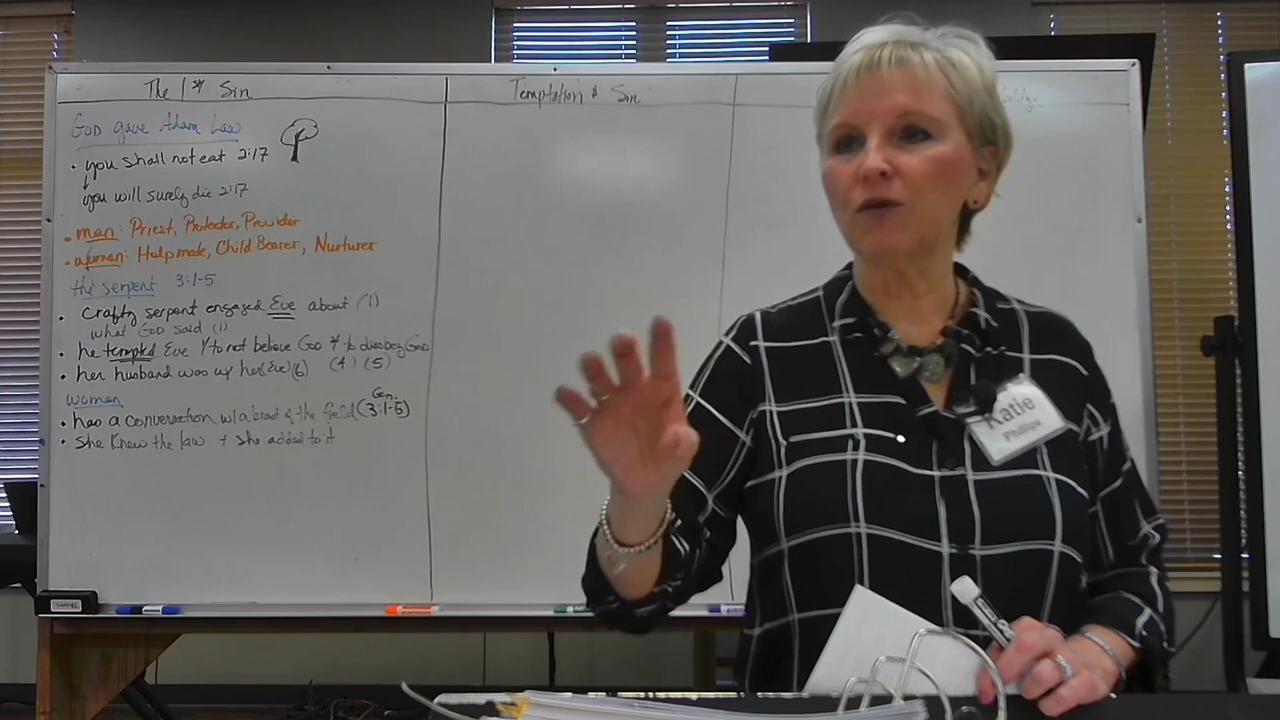 The 1st Sin
Temptation & Sin
God gave Adam Law
• you shall not eat 2:17
you will surely die 2:17
• man: Priest, Protector, Provider
• woman: Helpmate, Child Bearer, Nurturer
the serpent 3:1-5
• crafty serpent engaged Eve about (1)
what God said (1)
• he tempted Eve to not believe God & to disobey God
(4) (5)
• her husband was w/ her (Eve) (6)
women
• has a conversation w/ a beast of the field (Gen. 3:1-5)
• she knew the law + she added to it
Katie
Phillips